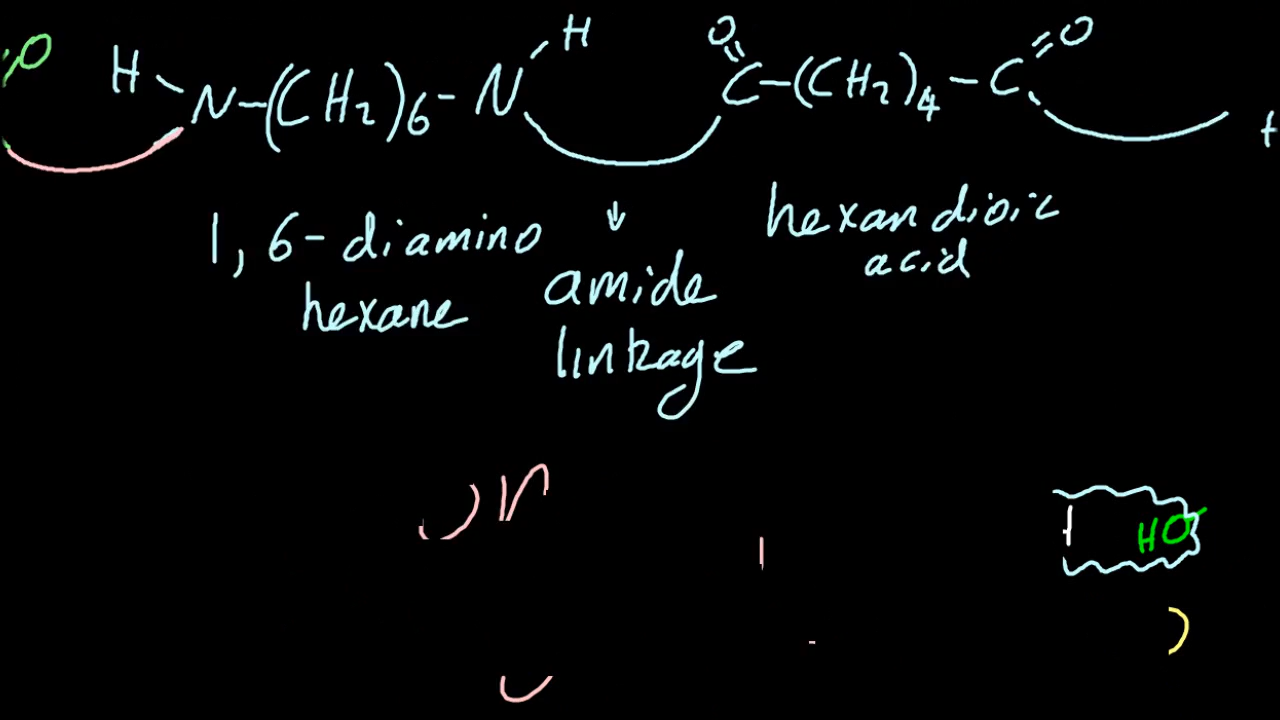 =O H-N-(CH2)6-N-H O=C-(CH2)4-C=O
1,6-diamino hexandioic
hexane amide acid
linkage
HO